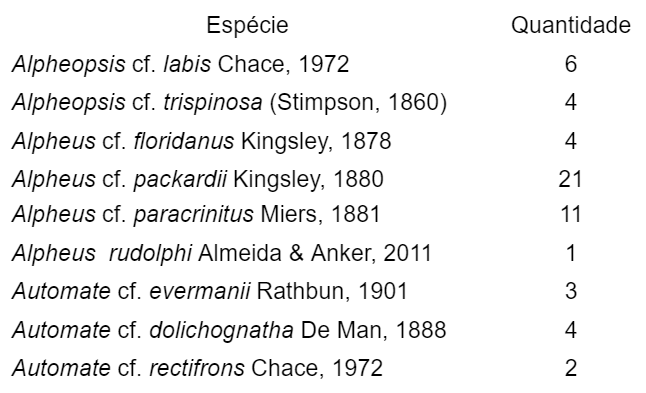 Espécie Quantidade
Alpheopsis cf. labis Chace, 1972 6
Alpheopsis cf. trispinosa (Stimpson, 1860) 4
Alpheus cf. floridanus Kingsley, 1878 4
Alpheus cf. packardii Kingsley, 1880 21
Alpheus cf. paracrinitus Miers, 1881 11
Alpheus rudolphi Almeida & Anker, 2011 1
Automate cf. evermanii Rathbun, 1901 3
Automate cf. dolichognatha De Man, 1888 4
Automate cf. rectifrons Chace, 1972 2